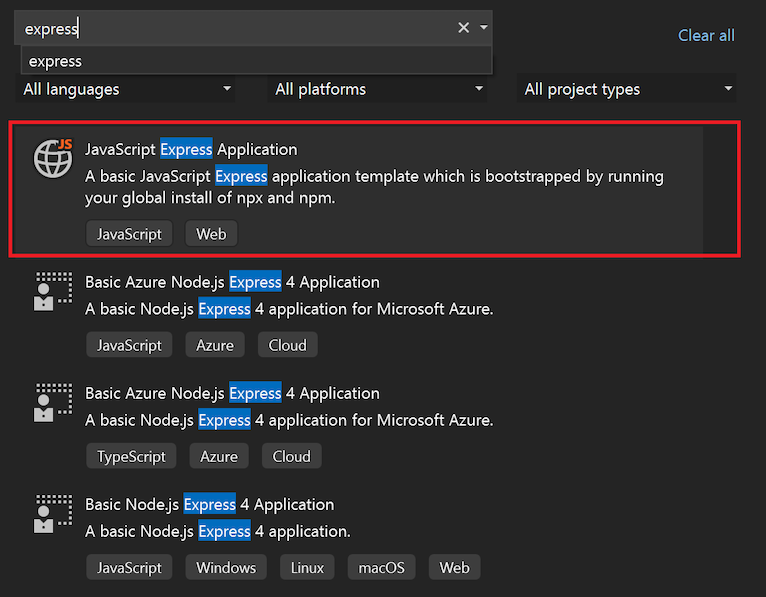 express
Clear all
express
All languages
All platforms
All project types
JS
JavaScript Express Application
A basic JavaScript Express application template which is bootstrapped by running
your global install of npx and npm.
JavaScript
Web
Basic Azure Node.js Express 4 Application
A basic Node.js Express 4 application for Microsoft Azure.
JavaScript
Azure
Cloud
Basic Azure Node.js Express 4 Application
A basic Node.js Express 4 application for Microsoft Azure.
TypeScript
Azure
Cloud
Basic Node.js Express 4 Application
A basic Node.js Express 4 application.
JavaScript
Windows
Linux
macOS
Web